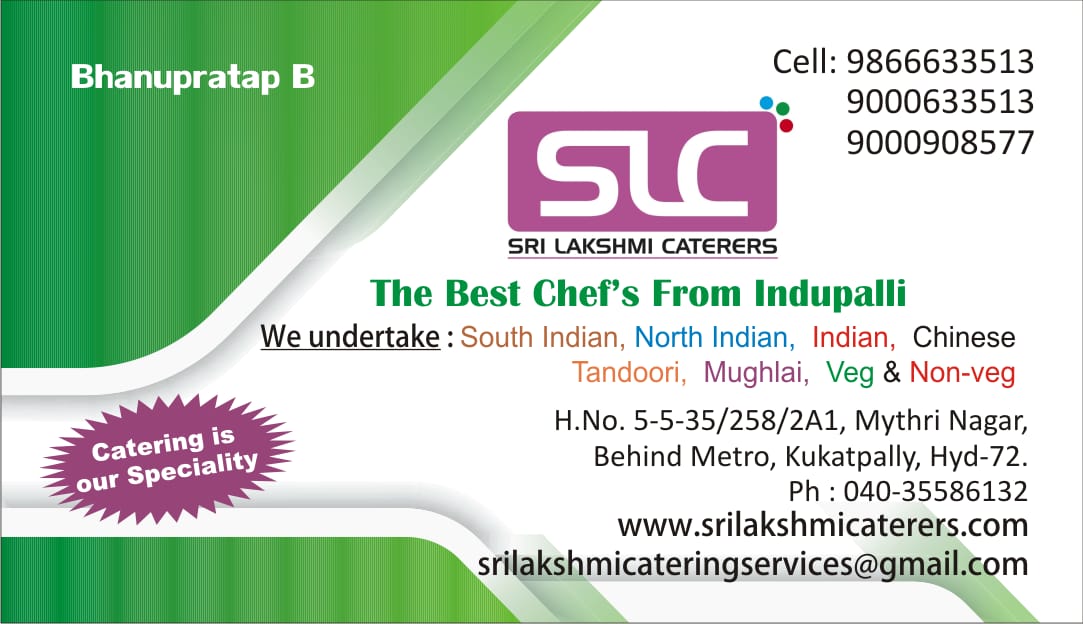 Bhanupratap B
Cell: 9866633513
9000633513
9000908577
SLC
SRI LAKSHMI CATERERS
The Best Chef's From Indupalli
We undertake : South Indian, North Indian, Indian, Chinese
Tandoori, Mughlai, Veg & Non-veg
Catering is
our Speciality
H.No. 5-5-35/258/2A1, Mythri Nagar,
Behind Metro, Kukatpally, Hyd-72.
Ph : 040-35586132
www.srilakshmicaterers.com
srilakshmicateringservices@gmail.com